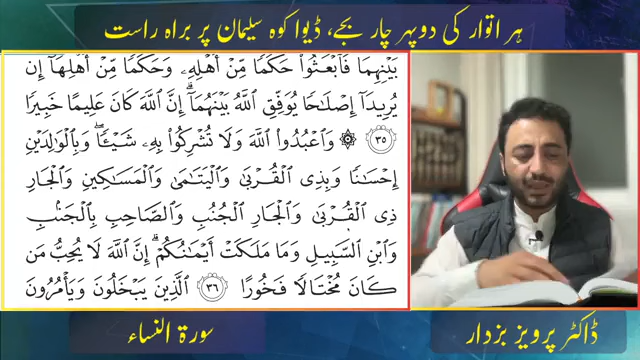 ہر اتوار کی دوپہر چار بجے، ڈیوا کوہ سلیمان پر براہ راست
بَيْنِهِمَا فَٱبْعَثُوا۟ حَكَمًا مِّنْ أَهْلِهِۦ وَحَكَمًا مِّنْ أَهْلِهَآ إِن
يُرِيدَآ إِصْلَٰحًا يُوَفِّقِ ٱللَّهُ بَيْنَهُمَآ ۗ إِنَّ ٱللَّهَ كَانَ عَلِيمًا خَبِيرًا
٣٥ ۞ وَٱعْبُدُوا۟ ٱللَّهَ وَلَا تُشْرِكُوا۟ بِهِۦ شَيْـًٔا ۖ وَبِٱلْوَٰلِدَيْنِ
إِحْسَٰنًا وَبِذِى ٱلْقُرْبَىٰ وَٱلْيَتَٰمَىٰ وَٱلْمَسَٰكِينِ وَٱلْجَارِ
ذِى ٱلْقُرْبَىٰ وَٱلْجَارِ ٱلْجُنُبِ وَٱلصَّاحِبِ بِٱلْجَنۢبِ
وَٱبْنِ ٱلسَّبِيلِ وَمَا مَلَكَتْ أَيْمَٰنُكُمْ ۗ إِنَّ ٱللَّهَ لَا يُحِبُّ مَن
كَانَ مُخْتَالًا فَخُورًا ٣٦ ٱلَّذِينَ يَبْخَلُونَ وَيَأْمُرُونَ
ڈاکٹر پرویز بزدار
سورۃ النساء